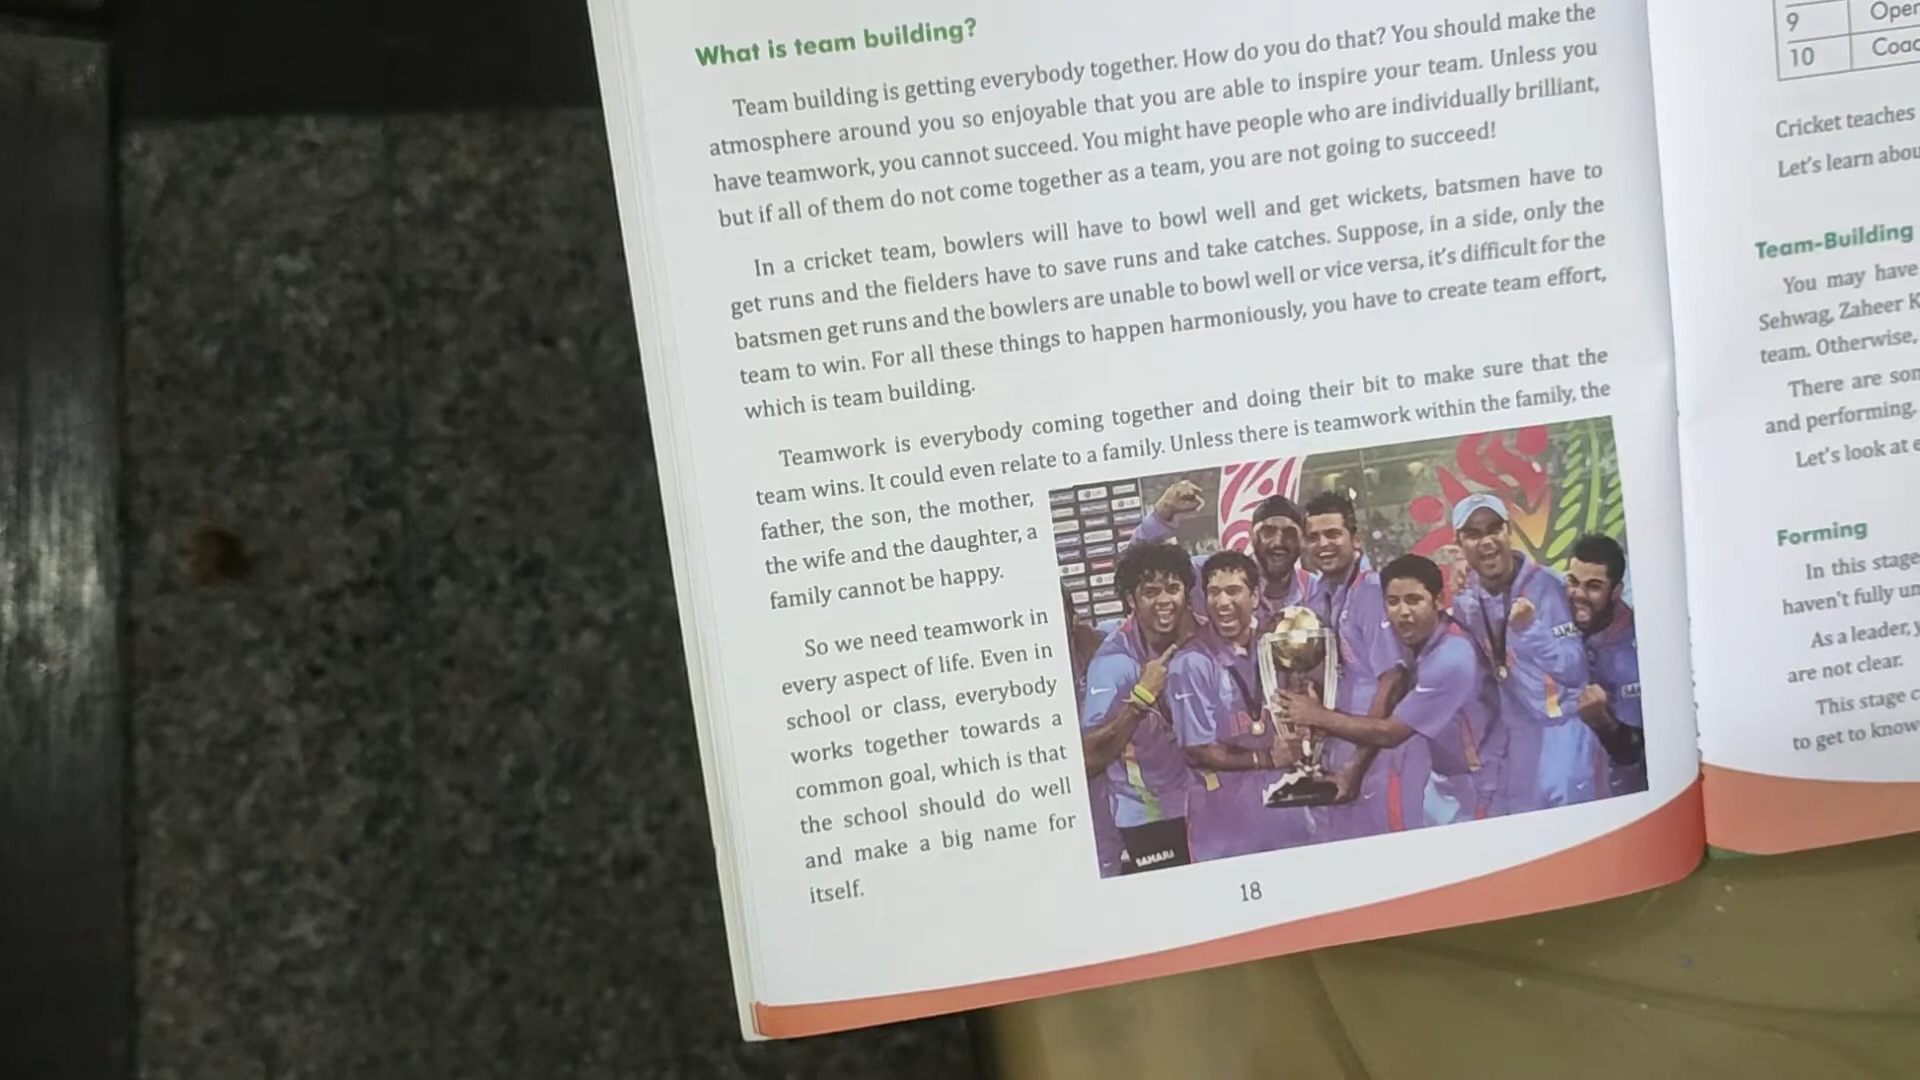 What is team building?
Team building is getting everybody together. How do you do that? You should make the
atmosphere around you so enjoyable that you are able to inspire your team. Unless you
have teamwork, you cannot succeed. You might have people who are individually brilliant,
but if all of them do not come together as a team, you are not going to succeed!
In a cricket team, bowlers will have to bowl well and get wickets, batsmen have to
get runs and the fielders have to save runs and take catches. Suppose, in a side, only the
batsmen get runs and the bowlers are unable to bowl well or vice versa, it's difficult for the
team to win. For all these things to happen harmoniously, you have to create team effort,
which is team building.
Teamwork is everybody coming together and doing their bit to make sure that the
team wins. It could even relate to a family. Unless there is teamwork within the family, the
father, the son, the mother,
the wife and the daughter, a
family cannot be happy.
So we need teamwork in
every aspect of life. Even in
school or class, everybody
works together towards a
common goal, which is that
the school should do well
and make a big name for
itself.
SAHARA
18
9
10
Cricket teaches
Let's learn
Team-Building
You may have
Sehwag, Zaheer
team. Otherwise,
There are
and performing.
Let's look at
Forming
In this stage
haven't fully
As a leader,
are not clear.
This stage
to get to know